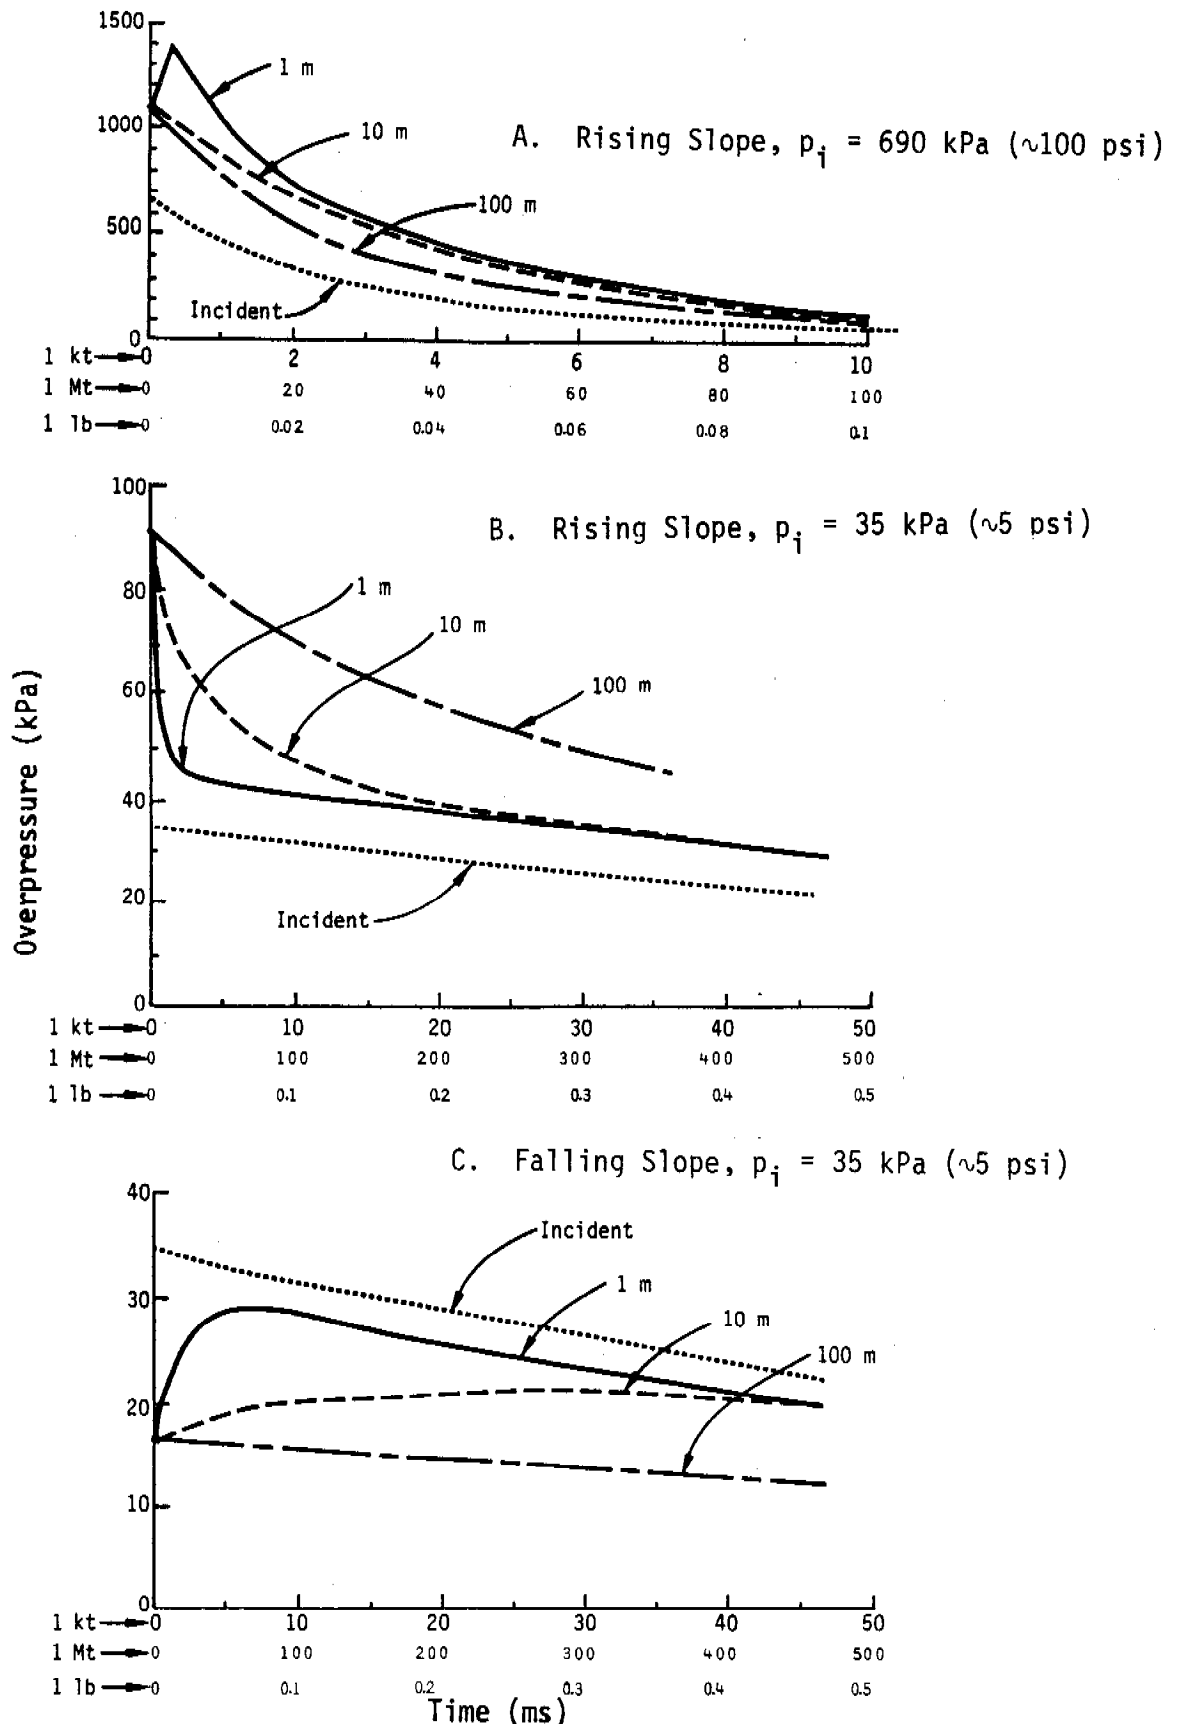 1500
1 m
10 m
A. Rising Slope, pi = 690 kPa (~100 psi)
1000
100 m
500
Incident
0
1 kt 0 2 4 6 8 10
1 Mt 0 20 40 60 80 100
1 lb 0 0.02 0.04 0.06 0.08 0.1
100
B. Rising Slope, pi = 35 kPa (~5 psi)
80
1 m
10 m
100 m
60
40
20
Incident
0
Overpressure (kPa)
1 kt 0 10 20 30 40 50
1 Mt 0 100 200 300 400 500
1 lb 0 0.1 0.2 0.3 0.4 0.5
C. Falling Slope, pi = 35 kPa (~5 psi)
40
Incident
30
1 m
10 m
100 m
20
10
0
1 kt 0 10 20 30 40 50
1 Mt 0 100 200 300 400 500
1 lb 0 0.1 0.2 0.3 0.4 0.5
Time (ms)